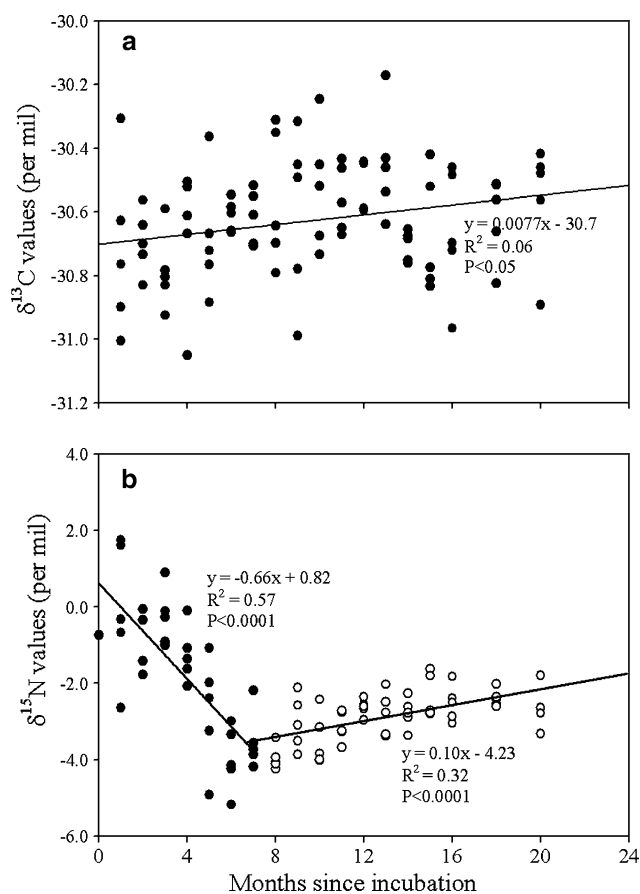 -30.0
a
-30.2
-30.4
-30.6
-30.8
-31.0
-31.2
δ¹³C values (per mil)
y = 0.0077x - 30.7
R² = 0.06
P<0.05
4.0
b
2.0
0.0
-2.0
-4.0
-6.0
δ¹⁵N values (per mil)
y = -0.66x + 0.82
R² = 0.57
P<0.0001
y = 0.10x - 4.23
R² = 0.32
P<0.0001
0 4 8 12 16 20 24
Months since incubation